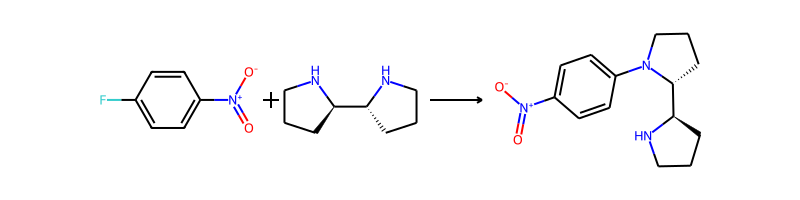 F
N+
O-
O
+
NH
NH
O-
N+
O
N
HN